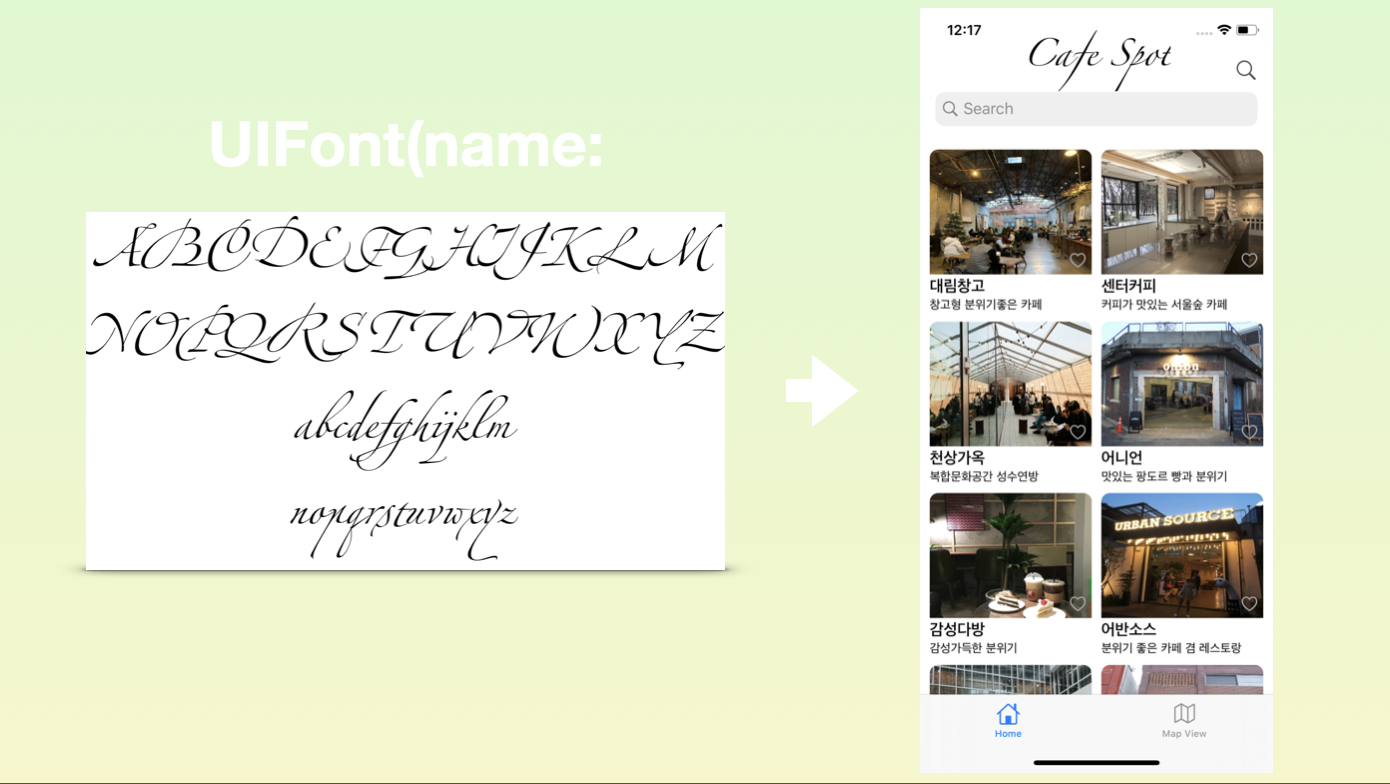 UIFont(name:
ABCDEFGHIJKLM
NOPQRSTUVWXYZ
abcdefghijklm
nopqrstuvwxyz
12:17
Cafe Spot
Search
대림창고
창고형 분위기좋은 카페
센터커피
커피가 맛있는 서울숲 카페
천상가옥
복합문화공간 성수연방
onion
어니언
맛있는 팡도르 빵과 분위기
감성다방
감성가득한 분위기
URBAN SOURCE
어반소스
분위기 좋은 카페 겸 레스토랑
Home
Map View